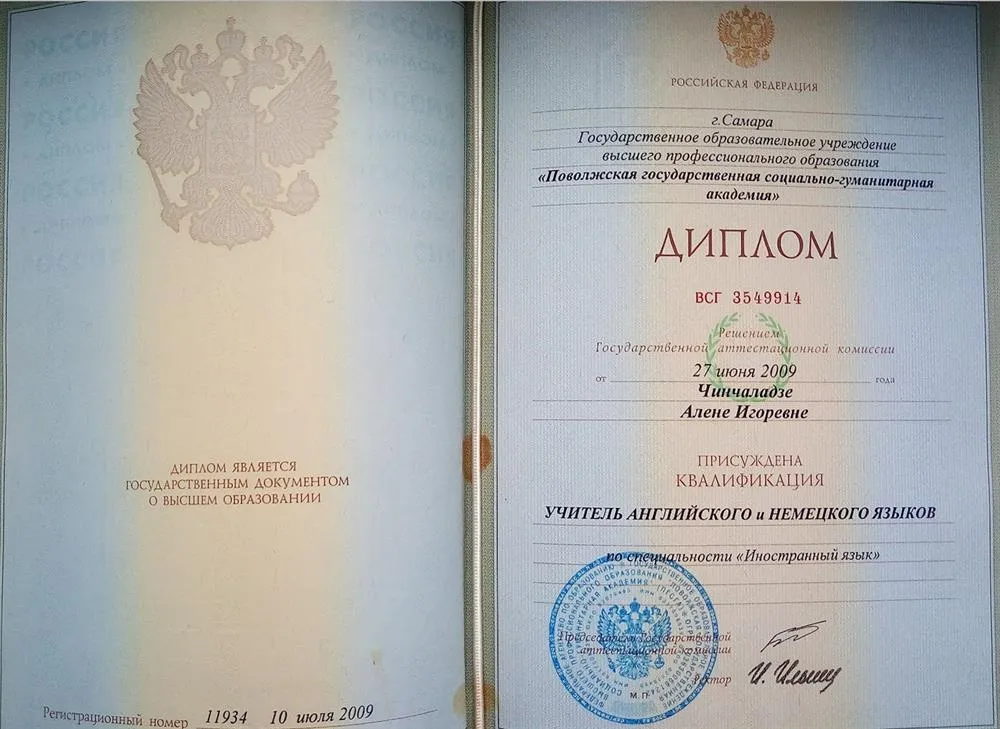 ДИПЛОМ ЯВЛЯЕТСЯ
ГОСУДАРСТВЕННЫМ ДОКУМЕНТОМ
О ВЫСШЕМ ОБРАЗОВАНИИ
Регистрационный номер 11934 10 июля 2009
РОССИЙСКАЯ ФЕДЕРАЦИЯ
г.Самара
Государственное образовательное учреждение
высшего профессионального образования
«Поволжская государственная социально-гуманитарная
академия»
ДИПЛОМ
ВСГ 3549914
Решением
Государственной аттестационной комиссии
от 27 июня 2009 года
Чинчаладзе
Алене Игоревне
ПРИСУЖДЕНА
КВАЛИФИКАЦИЯ
УЧИТЕЛЬ АНГЛИЙСКОГО и НЕМЕЦКОГО ЯЗЫКОВ
по специальности «Иностранный язык»
Председатель Государственной
аттестационной комиссии
Ректор
М.П.